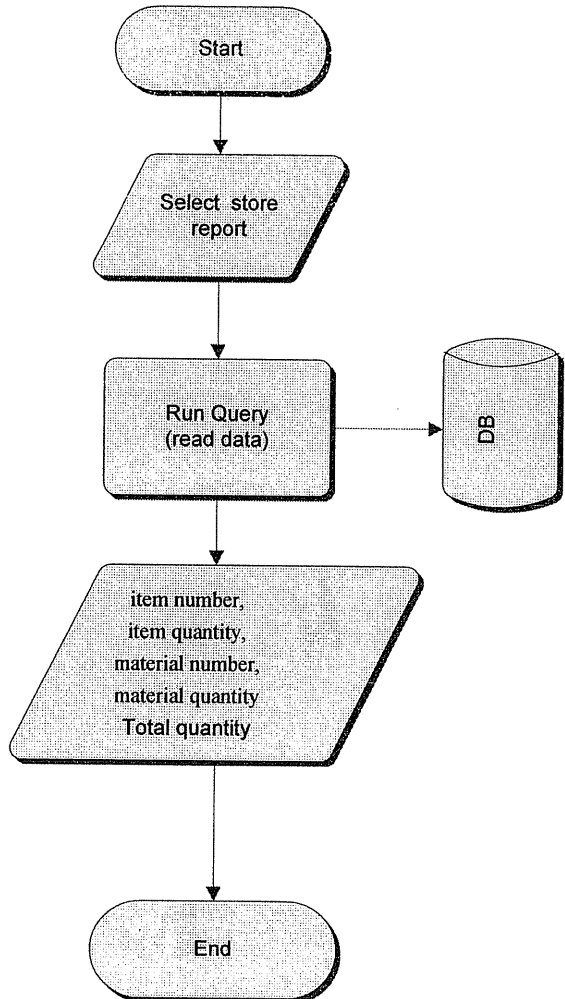 Start
Select store
report
Run Query
(read data)
DB
item number,
item quantity,
material number,
material quantity
Total quantity
End